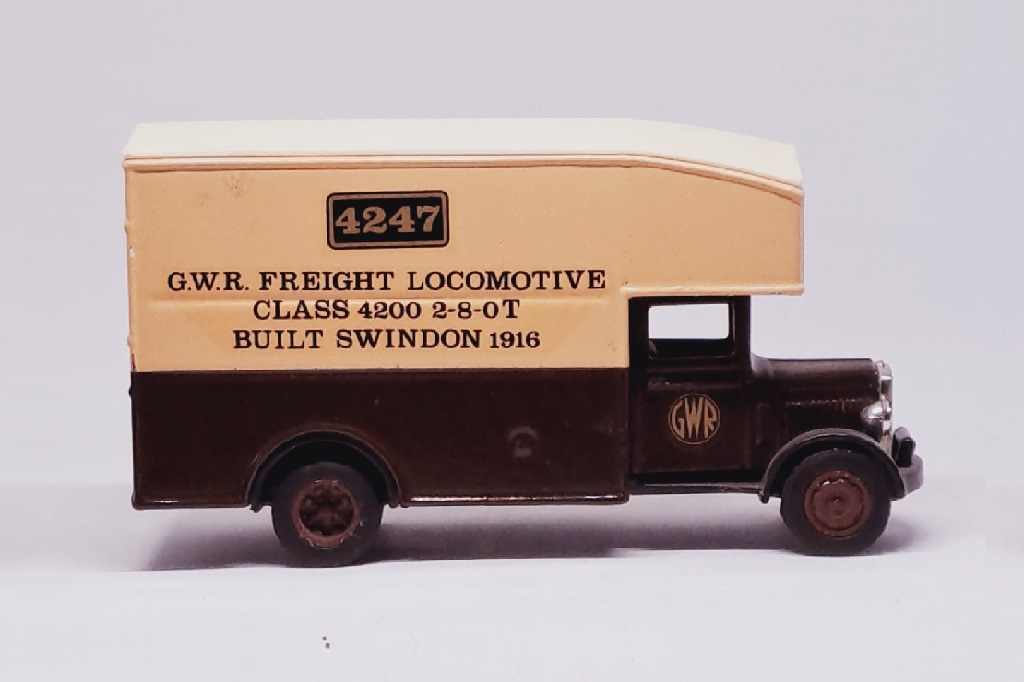 4247
G.W.R. FREIGHT LOCOMOTIVE
CLASS 4200 2-8-0T
BUILT SWINDON 1916
GWR